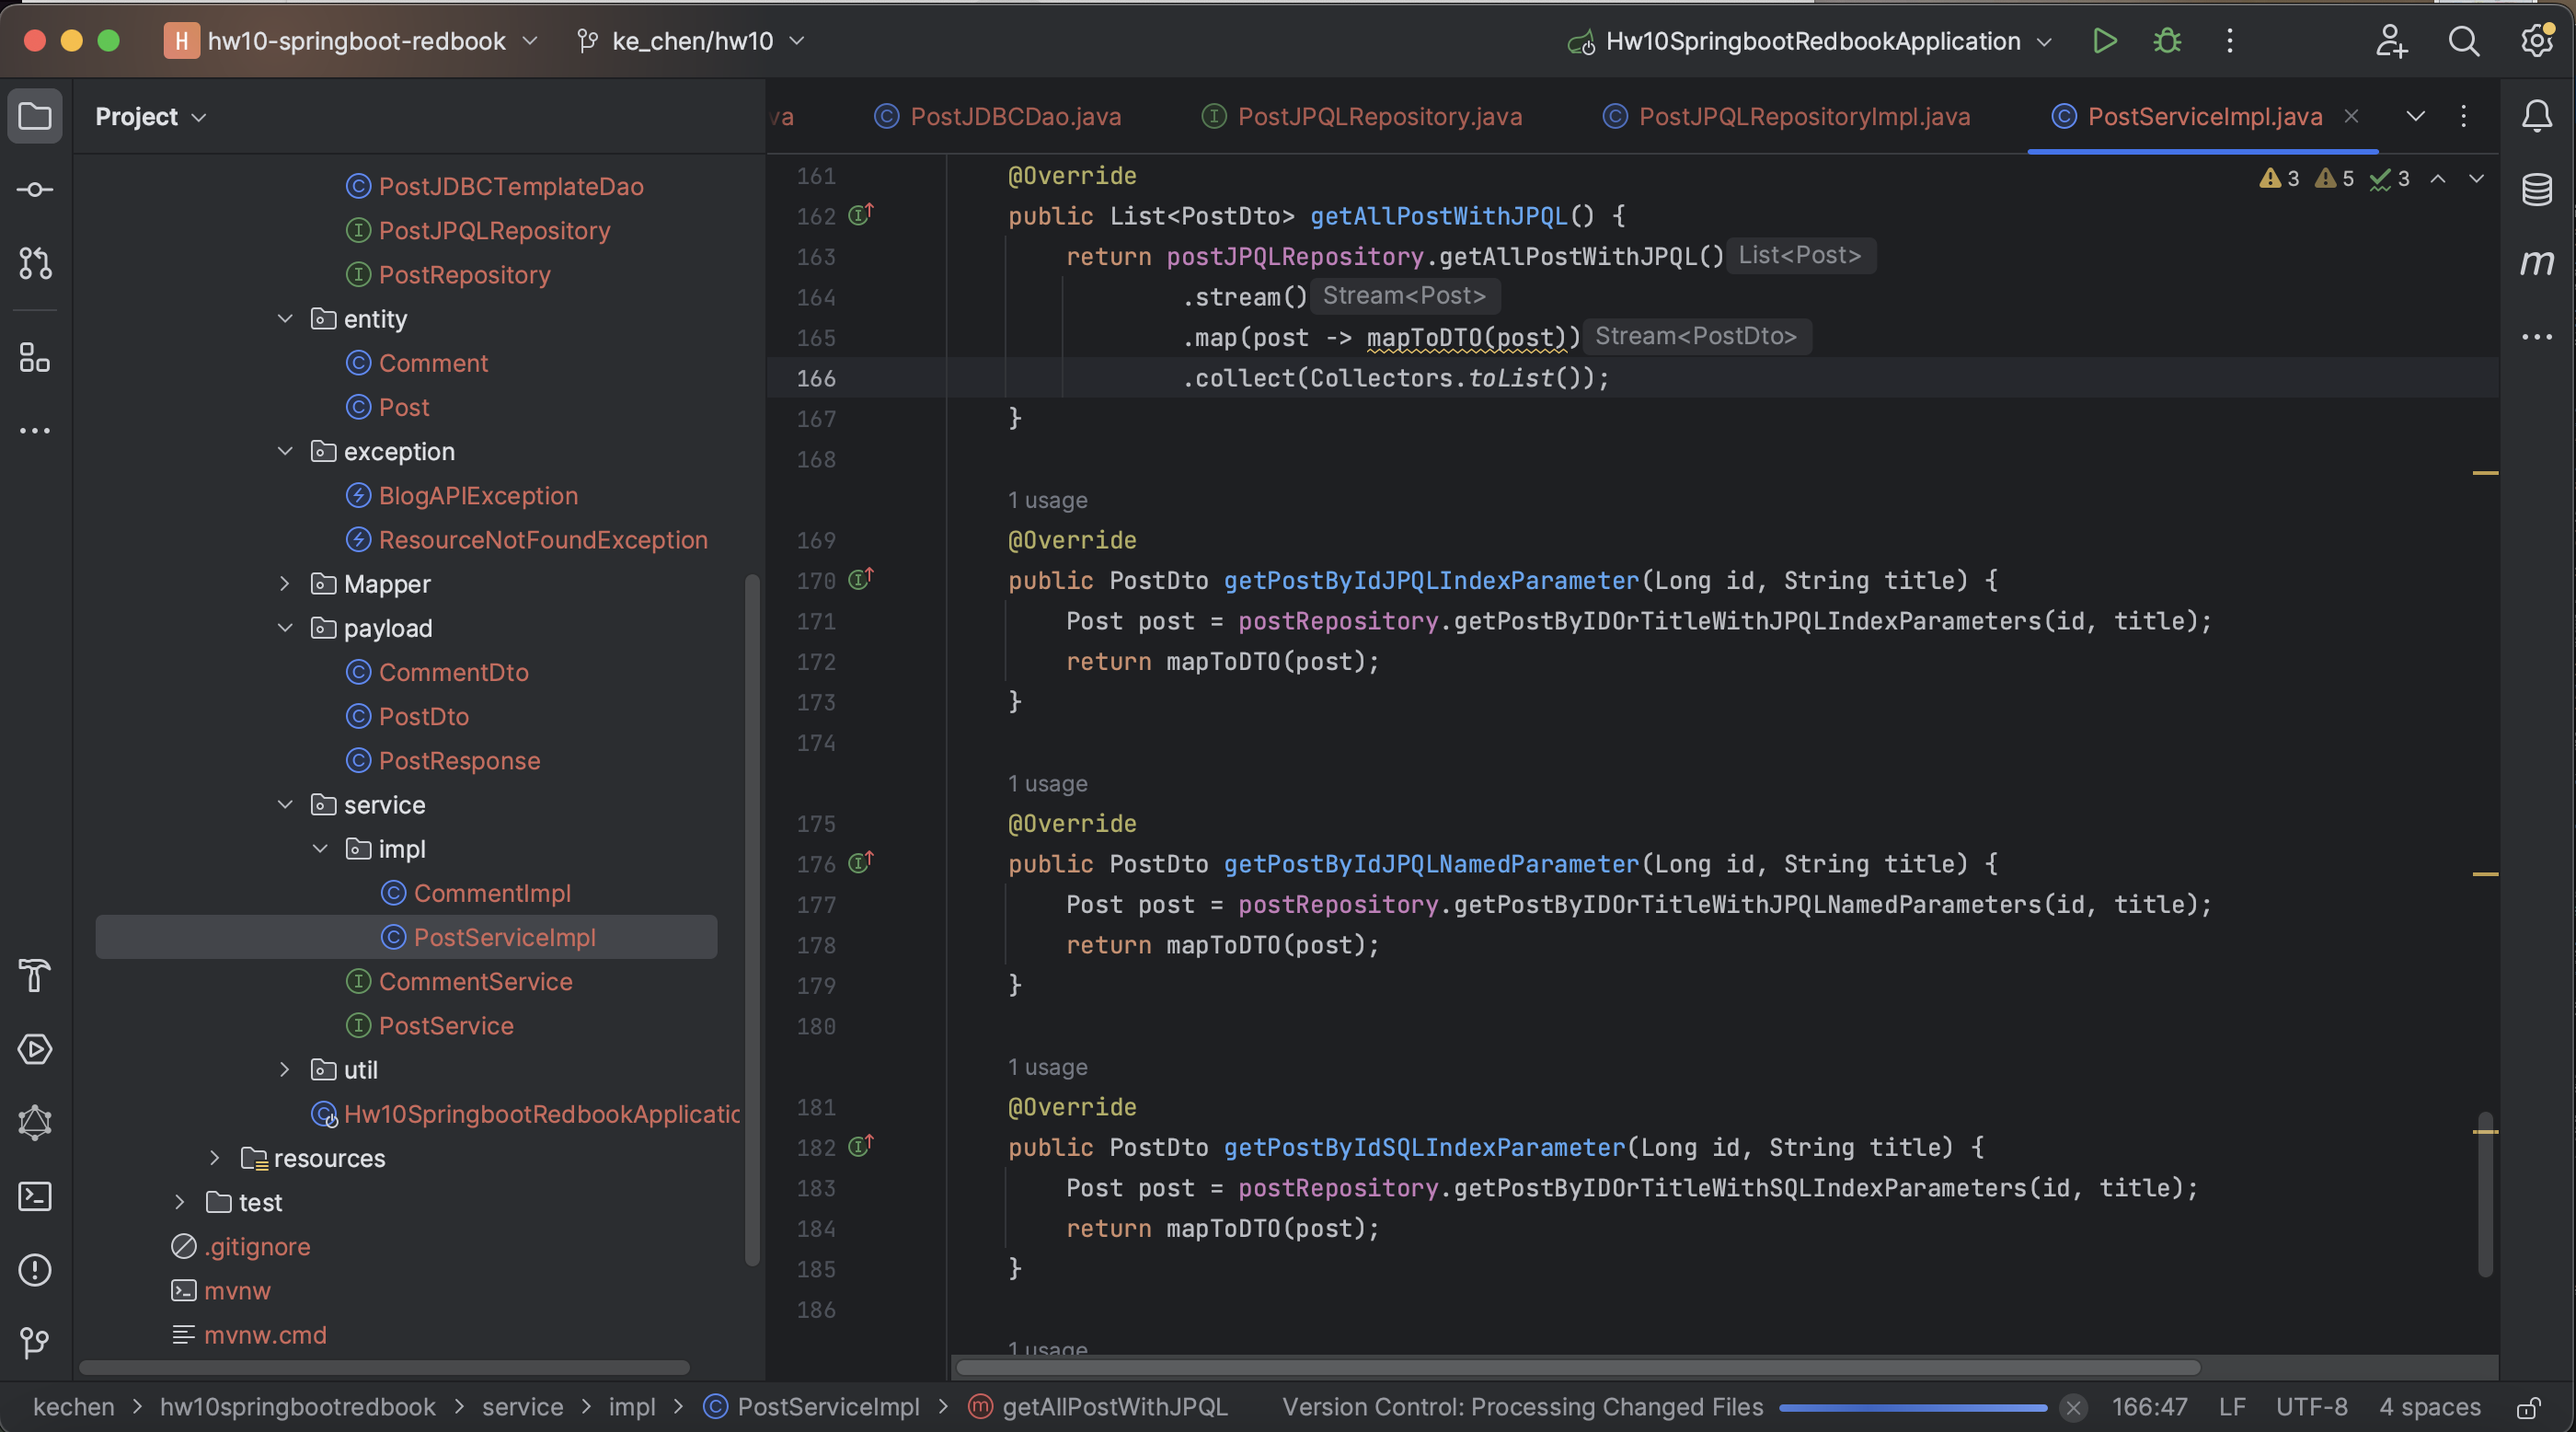 H hw10-springboot-redbook ke_chen/hw10 Hw10SpringbootRedbookApplication
Project
va PostJDBCDao.java PostJPQLRepository.java PostJPQLRepositoryImpl.java PostServiceImpl.java
PostJDBCTemplateDao
PostJPQLRepository
PostRepository
entity
Comment
Post
exception
BlogAPIException
ResourceNotFoundException
Mapper
payload
CommentDto
PostDto
PostResponse
service
impl
CommentImpl
PostServiceImpl
CommentService
PostService
util
Hw10SpringbootRedbookApplicatic
resources
test
.gitignore
mvnw
mvnw.cmd
3 5 3
161 @Override
162 public List<PostDto> getAllPostWithJPQL() {
163 return postJPQLRepository.getAllPostWithJPQL() List<Post>
164 .stream() Stream<Post>
165 .map(post -> mapToDTO(post)) Stream<PostDto>
166 .collect(Collectors.toList());
167 }
168
1 usage
169 @Override
170 public PostDto getPostByIdJPQLIndexParameter(Long id, String title) {
171 Post post = postRepository.getPostByIDOrTitleWithJPQLIndexParameters(id, title);
172 return mapToDTO(post);
173 }
174
1 usage
175 @Override
176 public PostDto getPostByIdJPQLNamedParameter(Long id, String title) {
177 Post post = postRepository.getPostByIDOrTitleWithJPQLNamedParameters(id, title);
178 return mapToDTO(post);
179 }
180
1 usage
181 @Override
182 public PostDto getPostByIdSQLIndexParameter(Long id, String title) {
183 Post post = postRepository.getPostByIDOrTitleWithSQLIndexParameters(id, title);
184 return mapToDTO(post);
185 }
186
1 usage
m
kechen > hw10springbootredbook > service > impl > PostServiceImpl > getAllPostWithJPQL Version Control: Processing Changed Files 166:47 LF UTF-8 4 spaces